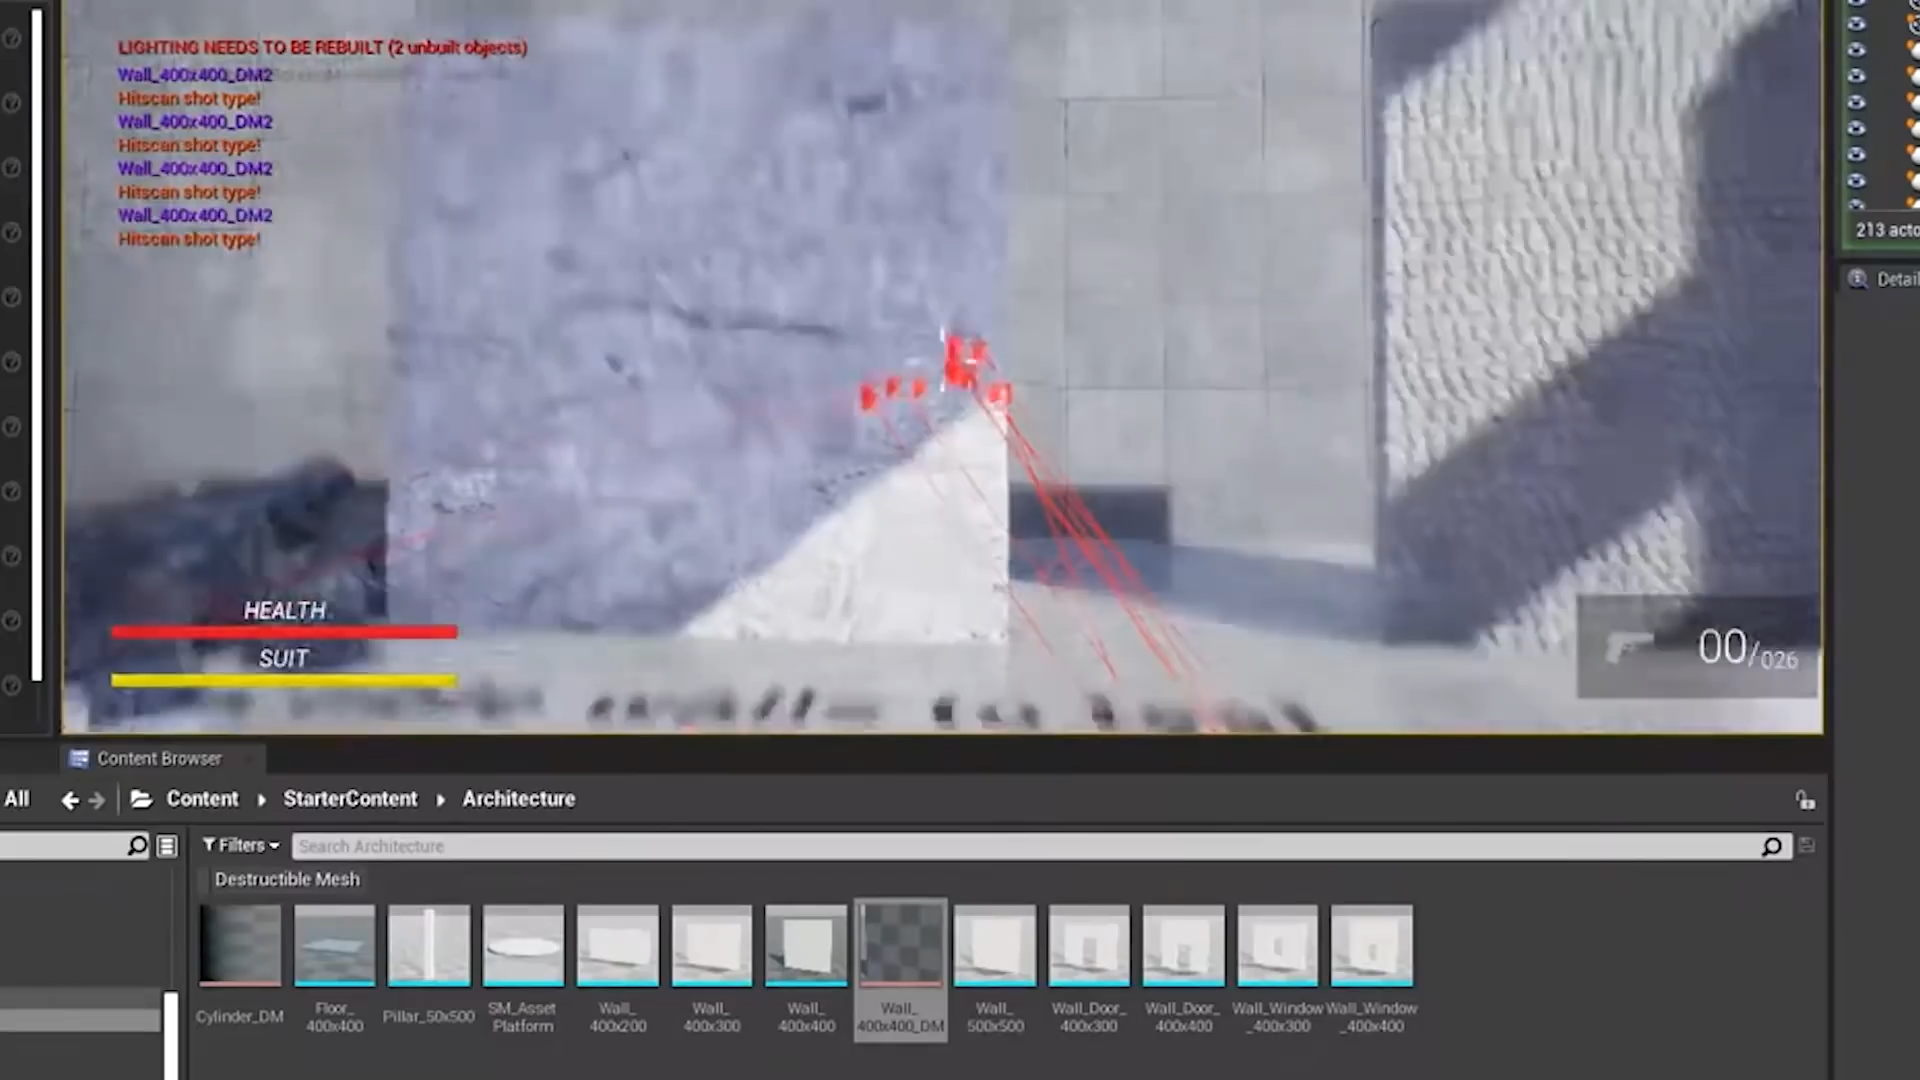 LIGHTING NEEDS TO BE REBUILT (2 unbuilt objects)
Wall_400x400_DM2
Hitscan shot type!
Wall_400x400_DM2
Hitscan shot type!
Wall_400x400_DM2
Hitscan shot type!
Wall_400x400_DM2
Hitscan shot type!
213 acto
Detail
HEALTH
SUIT
00/026
Content Browser
All
Content
StarterContent
Architecture
Filters
Search Architecture
Destructible Mesh
Cylinder_DM
Floor_
400x400
Pillar_50x500
SM_Asset
Platform
Wall_
400x200
Wall_
400x300
Wall_
400x400
Wall_
400x400_DM
Wall_
500x500
Wall_Door_
400x300
Wall_Door_
400x400
Wall_Window
_400x300
Wall_Window
_400x400